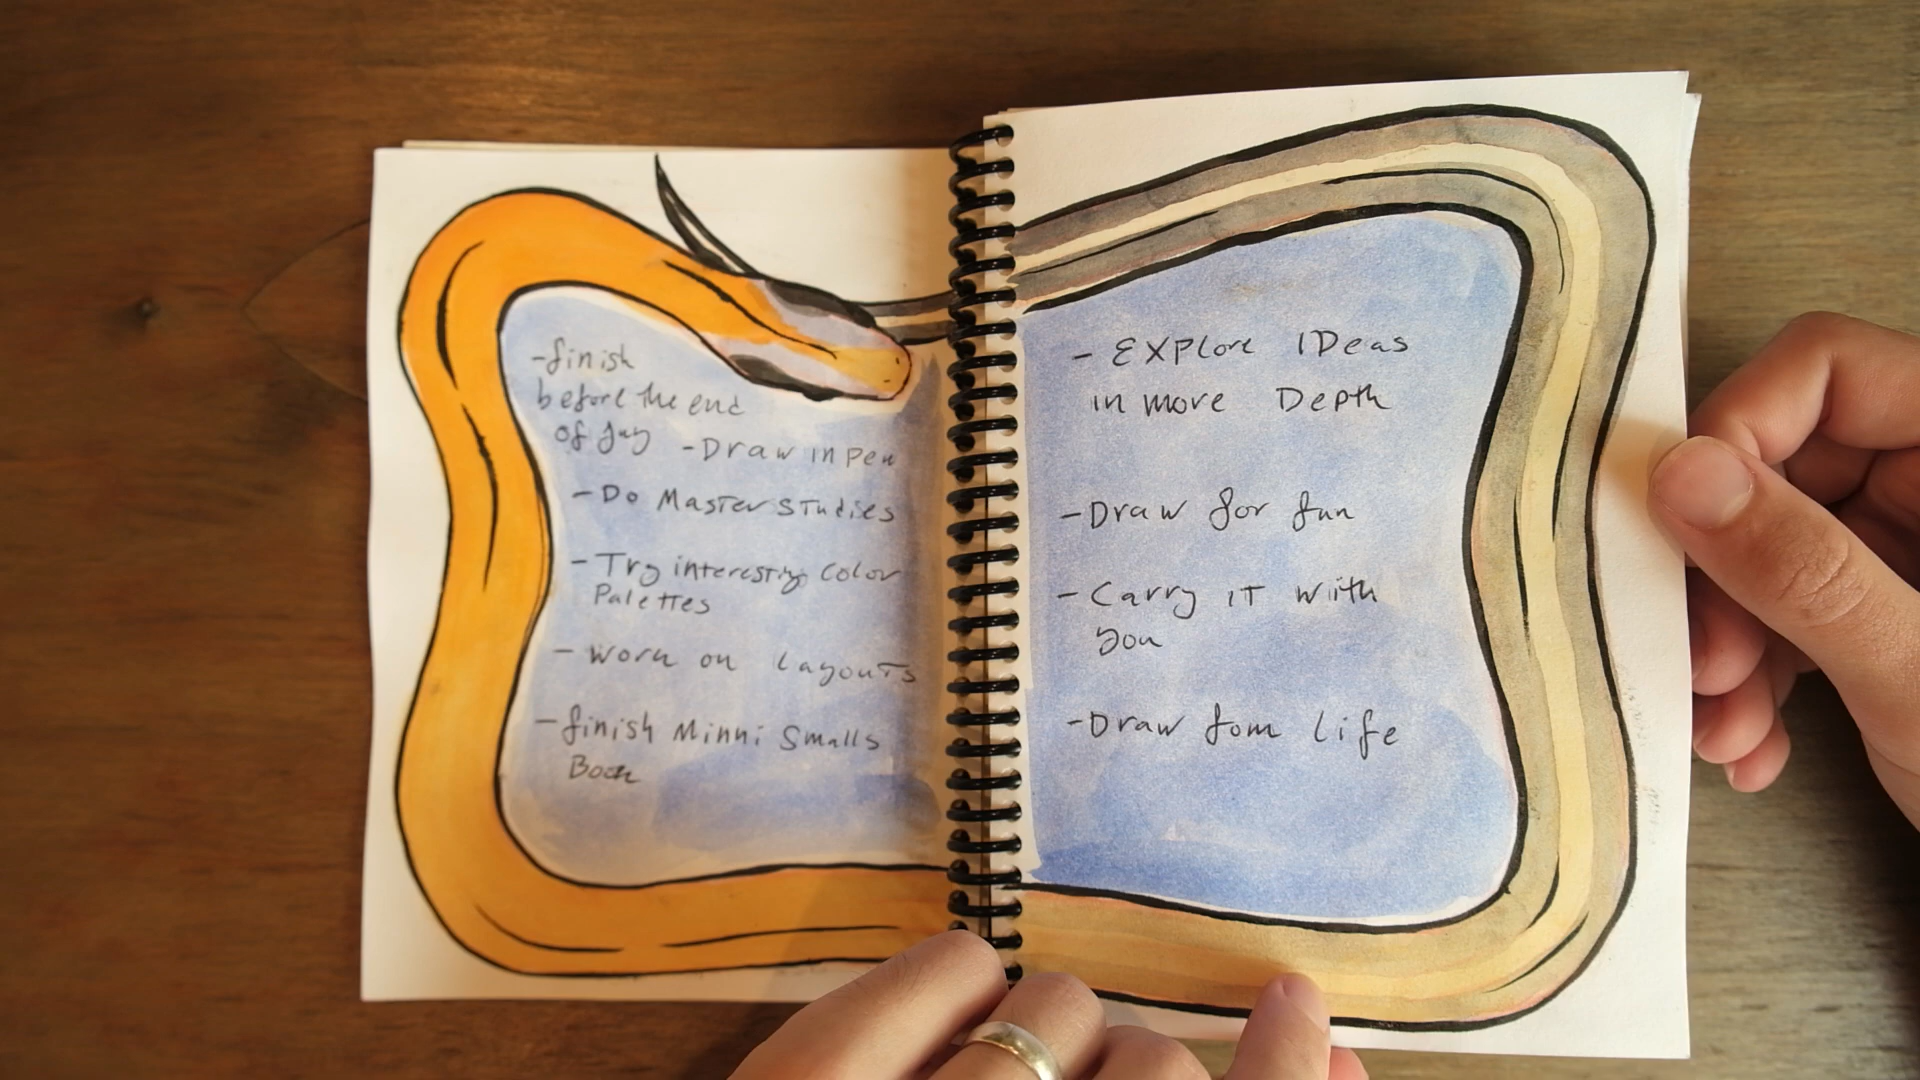 -finish
before the end
of July -Draw in pen
-Do Master studies
-Try interesting color
Palettes
-work on Layouts
-finish Minni Smalls
Book
- EXPlore IDeas
in more Depth
-Draw for fun
-Carry it with
you
-Draw fom Life